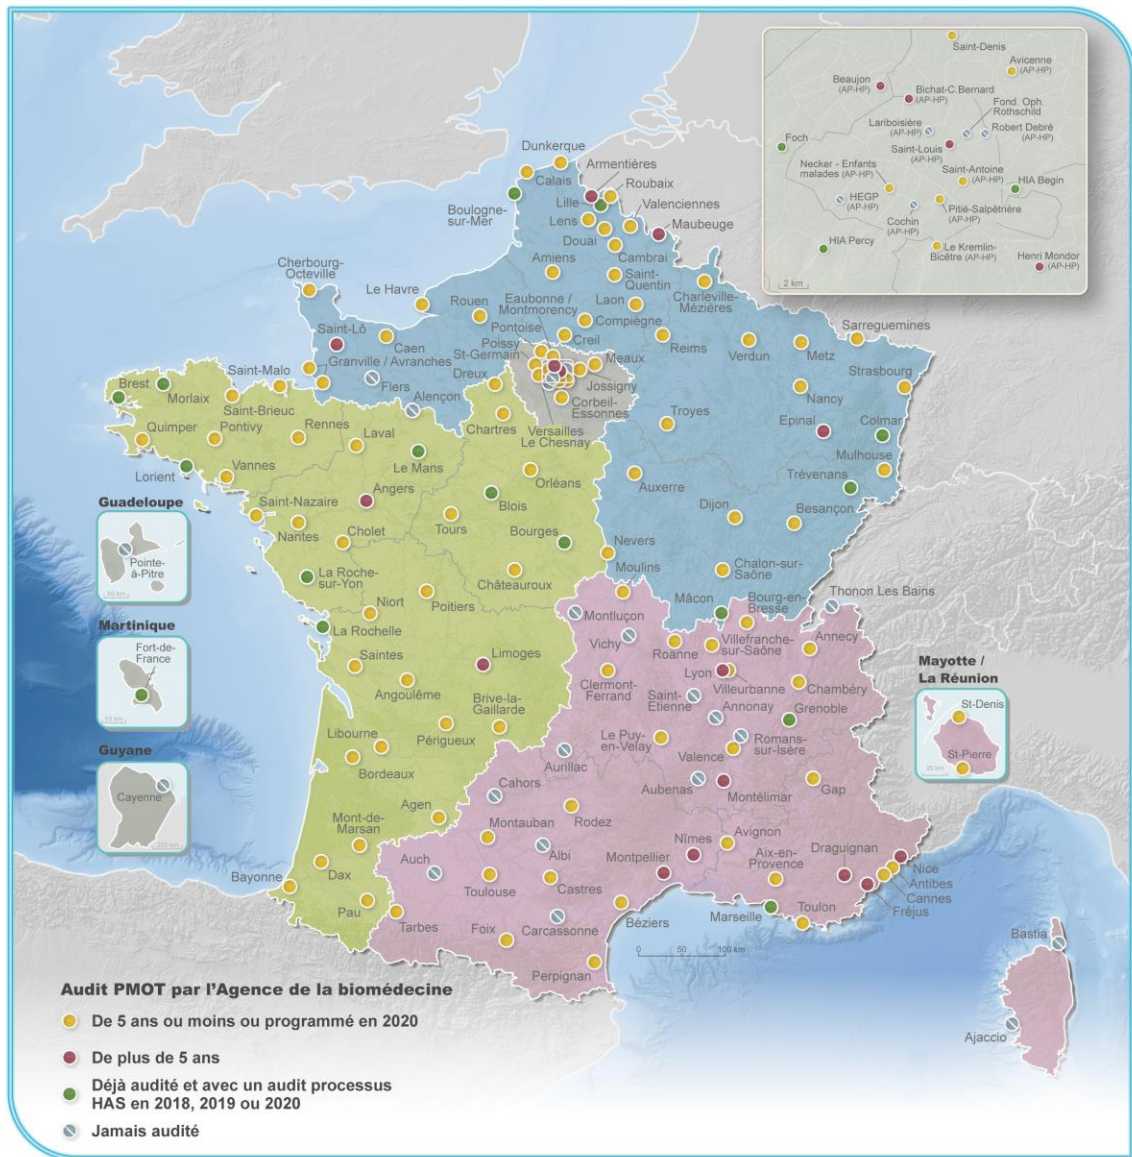 Saint-Denis
Avicenne
(AP-HP)
Beaujon
(AP-HP)
Bichat-C.Bernard
(AP-HP)
Fond. Oph.
Rothschild
Lariboisière
(AP-HP)
Robert Debré
(AP-HP)
Foch
Saint-Louis
(AP-HP)
Necker - Enfants
malades (AP-HP)
Saint-Antoine
(AP-HP)
HIA Begin
HEGP
(AP-HP)
Cochin
(AP-HP)
Pitié-Salpêtrière
(AP-HP)
HIA Percy
Le Kremlin-
Bicêtre (AP-HP)
Henri Mondor
(AP-HP)
2 km
Dunkerque
Calais
Armentières
Roubaix
Lille
Boulogne-
sur-Mer
Valenciennes
Lens
Maubeuge
Douai
Cambrai
Amiens
Saint-
Quentin
Cherbourg-
Octeville
Le Havre
Rouen
Eaubonne /
Montmorency
Laon
Charleville-
Mézières
Compiègne
Pontoise
Creil
Saint-Lô
Caen
Poissy
St-Germain
Reims
Verdun
Metz
Sarreguemines
Granville / Avranches
Meaux
Strasbourg
Brest
Morlaix
Saint-Malo
Flers
Dreux
Jossigny
Nancy
Saint-Brieuc
Alençon
Corbeil-
Essonnes
Quimper
Pontivy
Rennes
Laval
Chartres
Versailles
Le Chesnay
Troyes
Epinal
Colmar
Mulhouse
Lorient
Vannes
Le Mans
Orléans
Auxerre
Trévenans
Guadeloupe
Saint-Nazaire
Angers
Blois
Dijon
Besançon
Nantes
Cholet
Tours
Bourges
Nevers
Pointe-
à-Pitre
50 km
La Roche-
sur-Yon
Châteauroux
Moulins
Chalon-sur-
Saône
Niort
Poitiers
Thonon Les Bains
Martinique
La Rochelle
Montluçon
Mâcon
Bourg-en-
Bresse
Fort-de-
France
50 km
Vichy
Roanne
Villefranche-
sur-Saône
Annecy
Saintes
Limoges
Mayotte /
La Réunion
Clermont-
Ferrand
Lyon
Villeurbanne
Chambéry
St-Denis
Angoulême
Brive-la-
Gaillarde
Saint-
Etienne
Annonay
Grenoble
St-Pierre
25 km
Guyane
Libourne
Périgueux
Le Puy-
en-Velay
Romans-
sur-Isère
Valence
Cayenne
Bordeaux
Aurillac
Cahors
Aubenas
Montélimar
Gap
Agen
Mont-de-
Marsan
Montauban
Rodez
Nîmes
Avignon
Draguignan
Auch
Albi
Montpellier
Aix-en-
Provence
Nice
Antibes
Cannes
Fréjus
Bayonne
Dax
Toulouse
Castres
Pau
Tarbes
Foix
Carcassonne
Béziers
Marseille
Toulon
Perpignan
0 50 100 km
Bastia
Ajaccio
Audit PMOT par l'Agence de la biomédecine
De 5 ans ou moins ou programmé en 2020
De plus de 5 ans
Déjà audité et avec un audit processus
HAS en 2018, 2019 ou 2020
Jamais audité